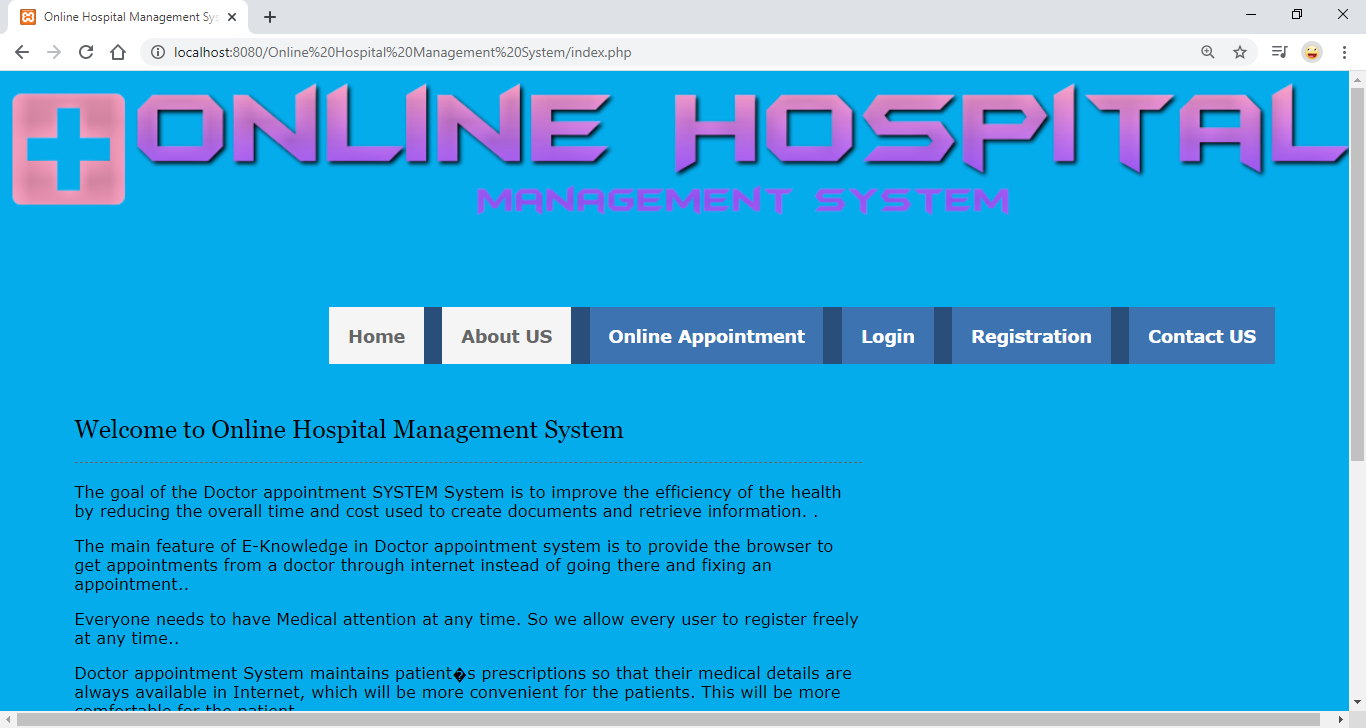 Online Hospital Management Sys
localhost:8080/Online%20Hospital%20Management%20System/index.php
ONLINE HOSPITAL
MANAGEMENT SYSTEM
Home About US Online Appointment Login Registration Contact US
Welcome to Online Hospital Management System
The goal of the Doctor appointment SYSTEM System is to improve the efficiency of the health
by reducing the overall time and cost used to create documents and retrieve information. .
The main feature of E-Knowledge in Doctor appointment system is to provide the browser to
get appointments from a doctor through internet instead of going there and fixing an
appointment..
Everyone needs to have Medical attention at any time. So we allow every user to register freely
at any time..
Doctor appointment System maintains patient�s prescriptions so that their medical details are
always available in Internet, which will be more convenient for the patients. This will be more
comfortable for the patient